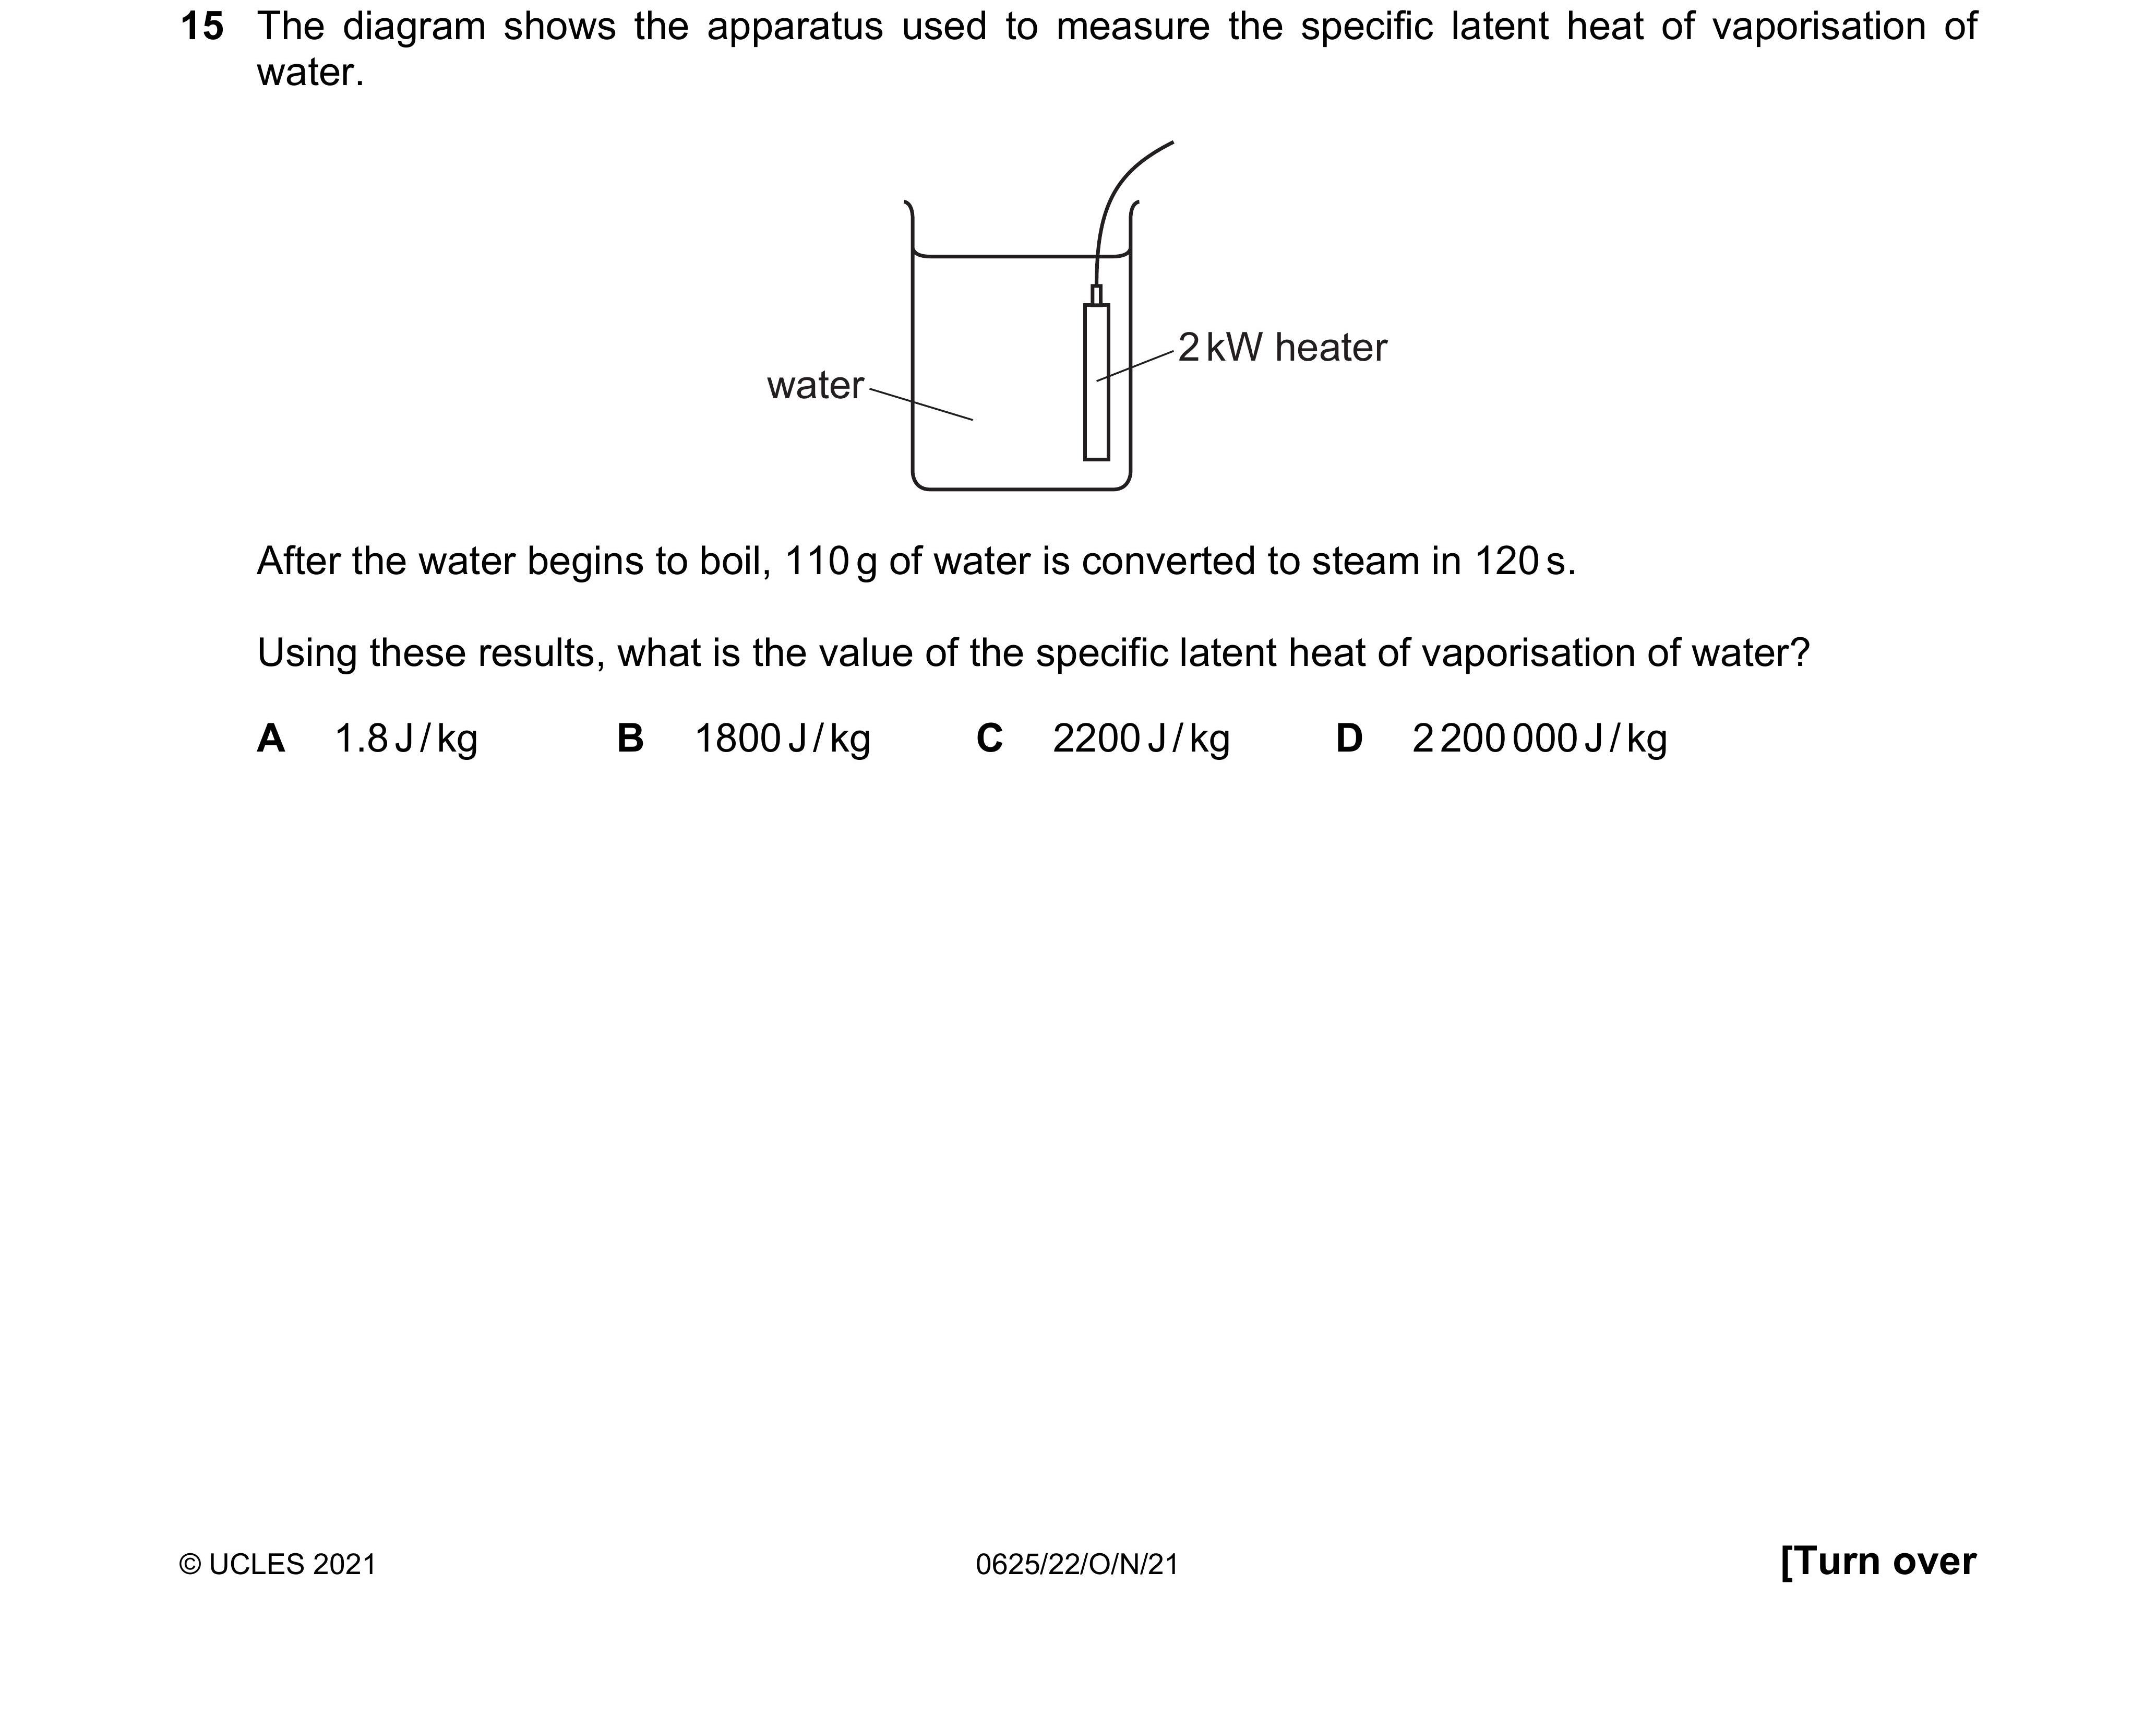 15 The diagram shows the apparatus used to measure the specific latent heat of vaporisation of
water.
2 kW heater
water
After the water begins to boil, 110 g of water is converted to steam in 120 s.
Using these results, what is the value of the specific latent heat of vaporisation of water?
A 1.8 J / kg B 1800 J / kg C 2200 J / kg D 2 200 000 J / kg
© UCLES 2021 0625/22/O/N/21 [Turn over